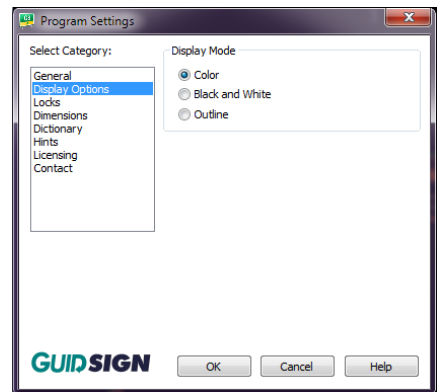 Program Settings
Select Category:
General
Display Options
Locks
Dimensions
Dictionary
Hints
Licensing
Contact
Display Mode
Color
Black and White
Outline
GUIDSIGN
OK
Cancel
Help